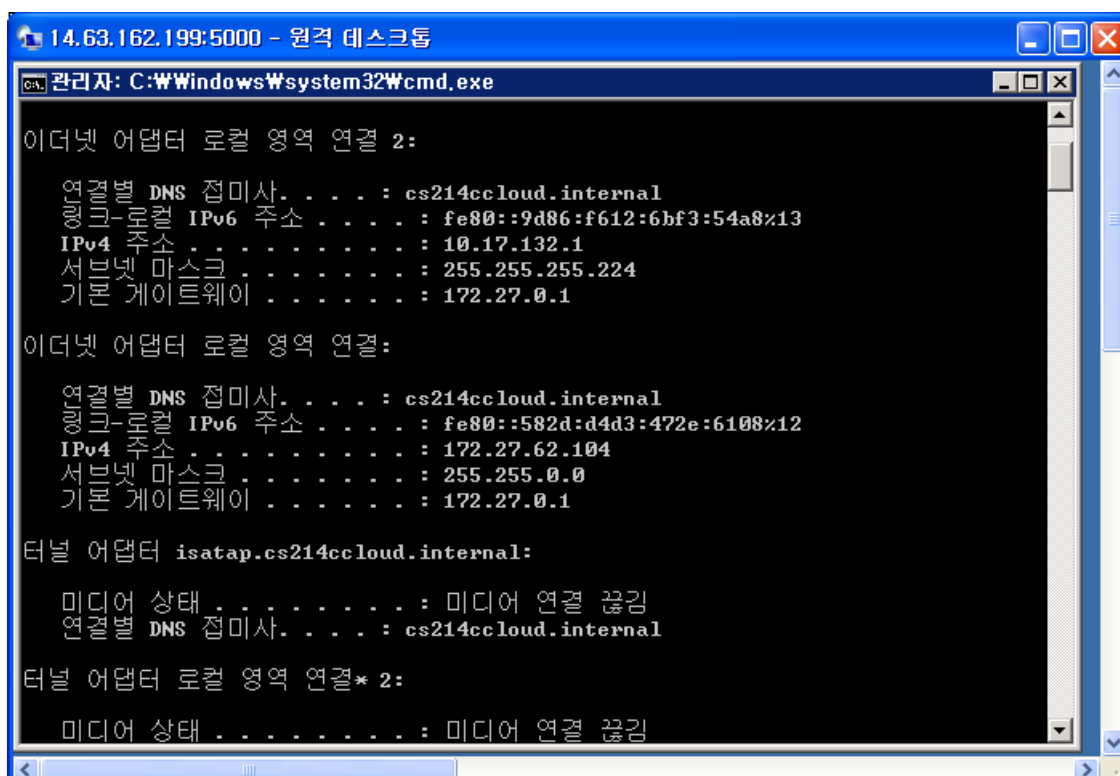 14.63.162.199:5000 - 원격 데스크톱
관리자: C:₩Windows₩system32₩cmd.exe
이더넷 어댑터 로컬 영역 연결 2:
연결별 DNS 접미사. . . . : cs214ccloud.internal
링크-로컬 IPv6 주소 . . . . : fe80::9d86:f612:6bf3:54a8%13
IPv4 주소 . . . . . . . . . : 10.17.132.1
서브넷 마스크 . . . . . . . : 255.255.255.224
기본 게이트웨이 . . . . . . : 172.27.0.1
이더넷 어댑터 로컬 영역 연결:
연결별 DNS 접미사. . . . : cs214ccloud.internal
링크-로컬 IPv6 주소 . . . . : fe80::582d:d4d3:472e:6108%12
IPv4 주소 . . . . . . . . . : 172.27.62.104
서브넷 마스크 . . . . . . . : 255.255.0.0
기본 게이트웨이 . . . . . . : 172.27.0.1
터널 어댑터 isatap.cs214ccloud.internal:
미디어 상태 . . . . . . . . : 미디어 연결 끊김
연결별 DNS 접미사. . . . : cs214ccloud.internal
터널 어댑터 로컬 영역 연결* 2:
미디어 상태 . . . . . . . . : 미디어 연결 끊김